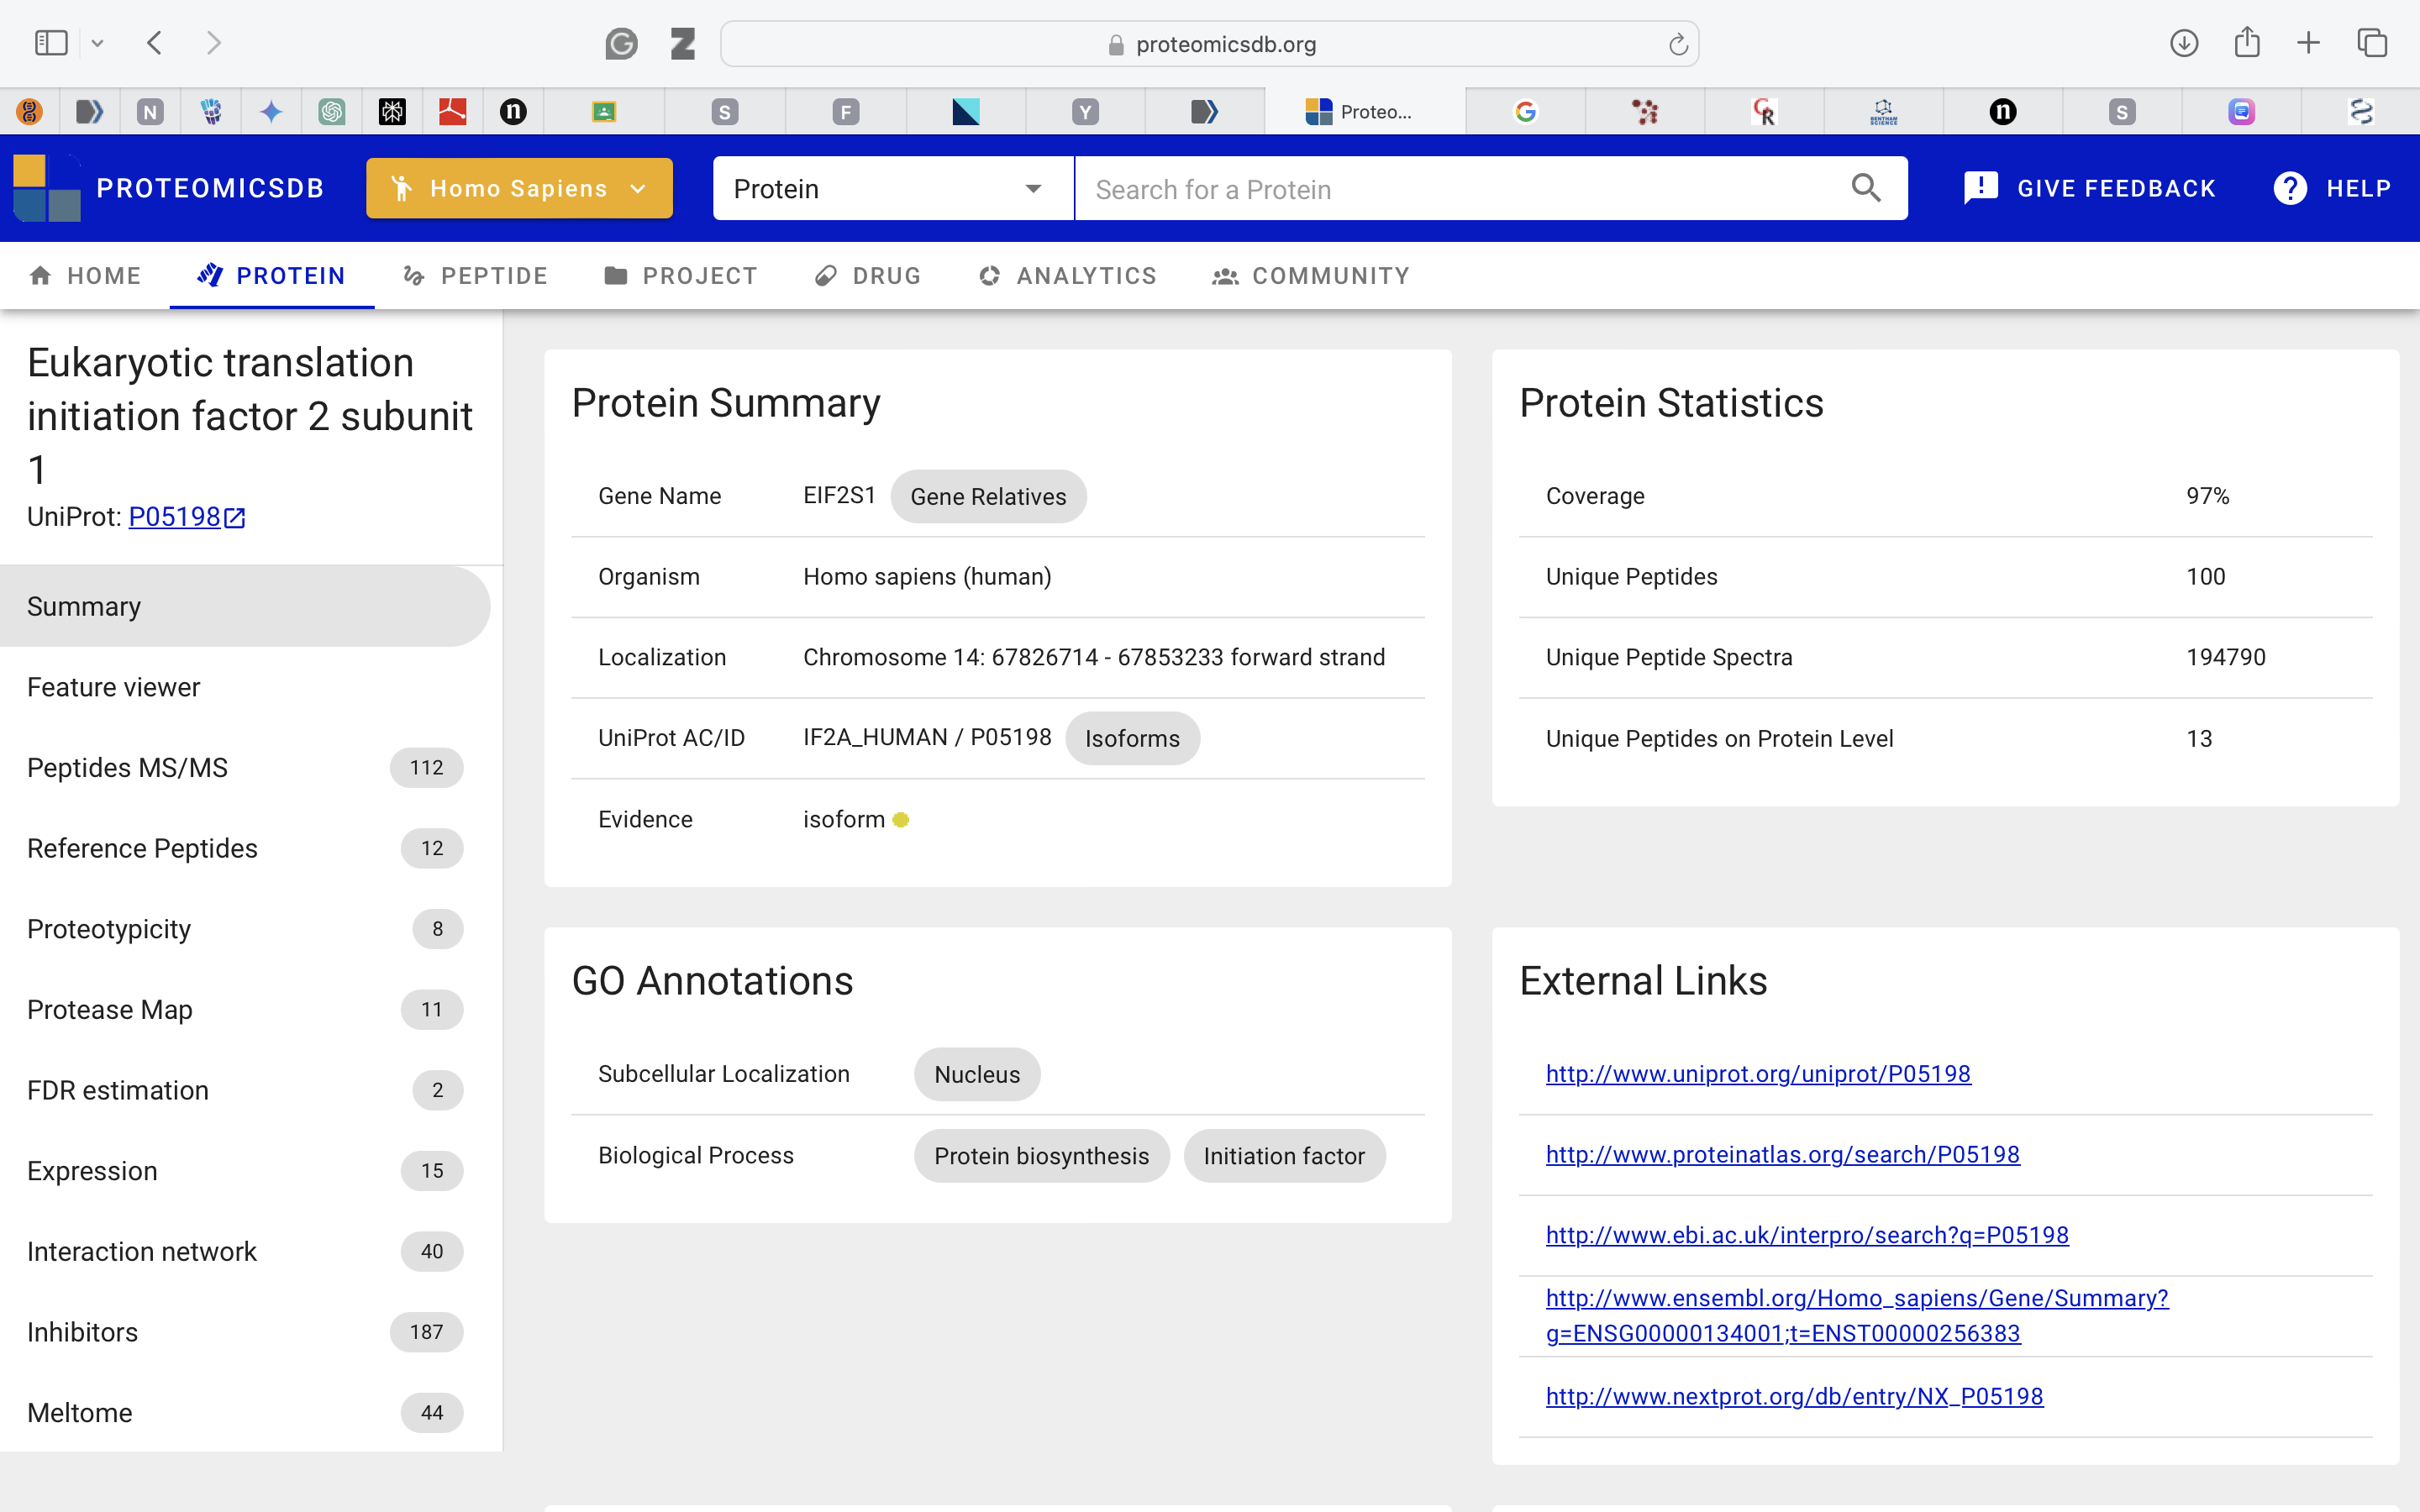 proteomicsdb.org
N
S
F
Y
Proteo...
n
S
PROTEOMICSDB
Homo Sapiens
Protein
Search for a Protein
GIVE FEEDBACK
HELP
HOME
PROTEIN
PEPTIDE
PROJECT
DRUG
ANALYTICS
COMMUNITY
Eukaryotic translation
initiation factor 2 subunit
1
UniProt: P05198
Summary
Feature viewer
Peptides MS/MS 112
Reference Peptides 12
Proteotypicity 8
Protease Map 11
FDR estimation 2
Expression 15
Interaction network 40
Inhibitors 187
Meltome 44
Protein Summary
Gene Name EIF2S1 Gene Relatives
Organism Homo sapiens (human)
Localization Chromosome 14: 67826714 - 67853233 forward strand
UniProt AC/ID IF2A_HUMAN / P05198 Isoforms
Evidence isoform
Protein Statistics
Coverage 97%
Unique Peptides 100
Unique Peptide Spectra 194790
Unique Peptides on Protein Level 13
GO Annotations
Subcellular Localization Nucleus
Biological Process Protein biosynthesis Initiation factor
External Links
http://www.uniprot.org/uniprot/P05198
http://www.proteinatlas.org/search/P05198
http://www.ebi.ac.uk/interpro/search?q=P05198
http://www.ensembl.org/Homo_sapiens/Gene/Summary?
g=ENSG00000134001;t=ENST00000256383
http://www.nextprot.org/db/entry/NX_P05198